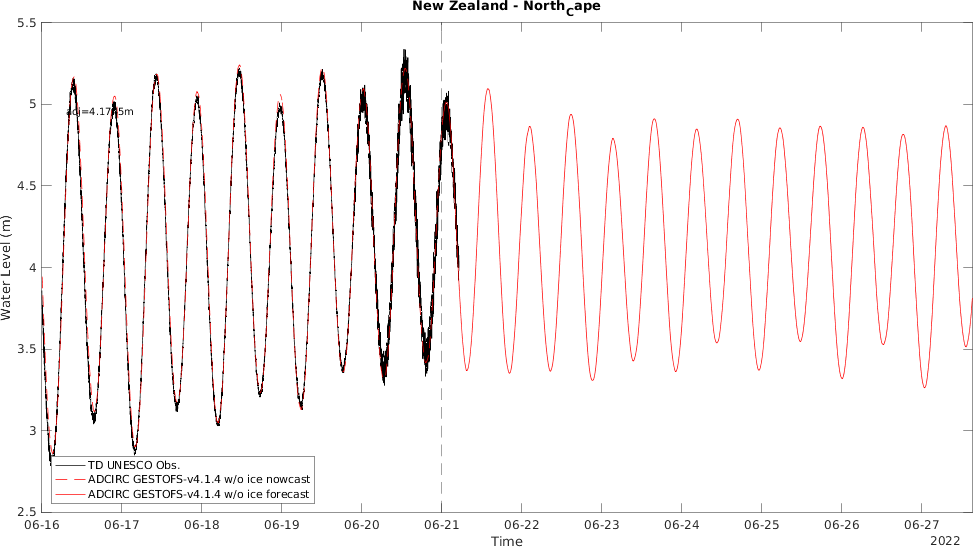 New Zealand - North_Cape
5.5
5
4.5
4
3.5
3
2.5
Water Level (m)
TD UNESCO Obs.
ADCIRC GESTOFS-v4.1.4 w/o ice nowcast
ADCIRC GESTOFS-v4.1.4 w/o ice forecast
06-16 06-17 06-18 06-19 06-20 06-21 06-22 06-23 06-24 06-25 06-26 06-27
Time
2022